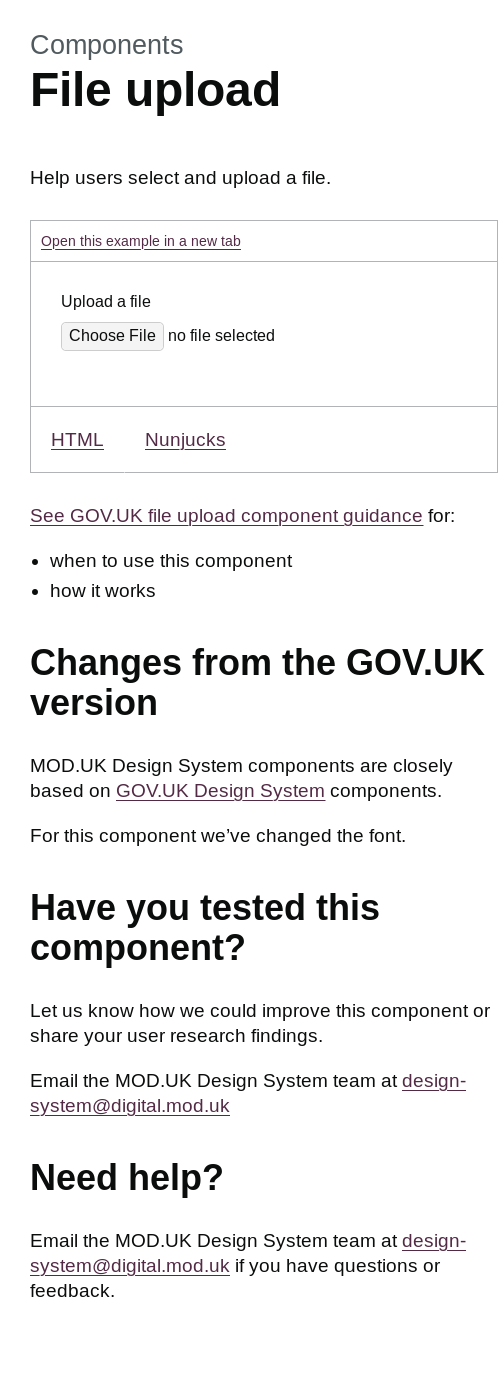 Components
File upload
Help users select and upload a file.
Open this example in a new tab
Upload a file
Choose File no file selected
HTML Nunjucks
See GOV.UK file upload component guidance for:
• when to use this component
• how it works
Changes from the GOV.UK
version
MOD.UK Design System components are closely
based on GOV.UK Design System components.
For this component we’ve changed the font.
Have you tested this
component?
Let us know how we could improve this component or
share your user research findings.
Email the MOD.UK Design System team at design-
system@digital.mod.uk
Need help?
Email the MOD.UK Design System team at design-
system@digital.mod.uk if you have questions or
feedback.